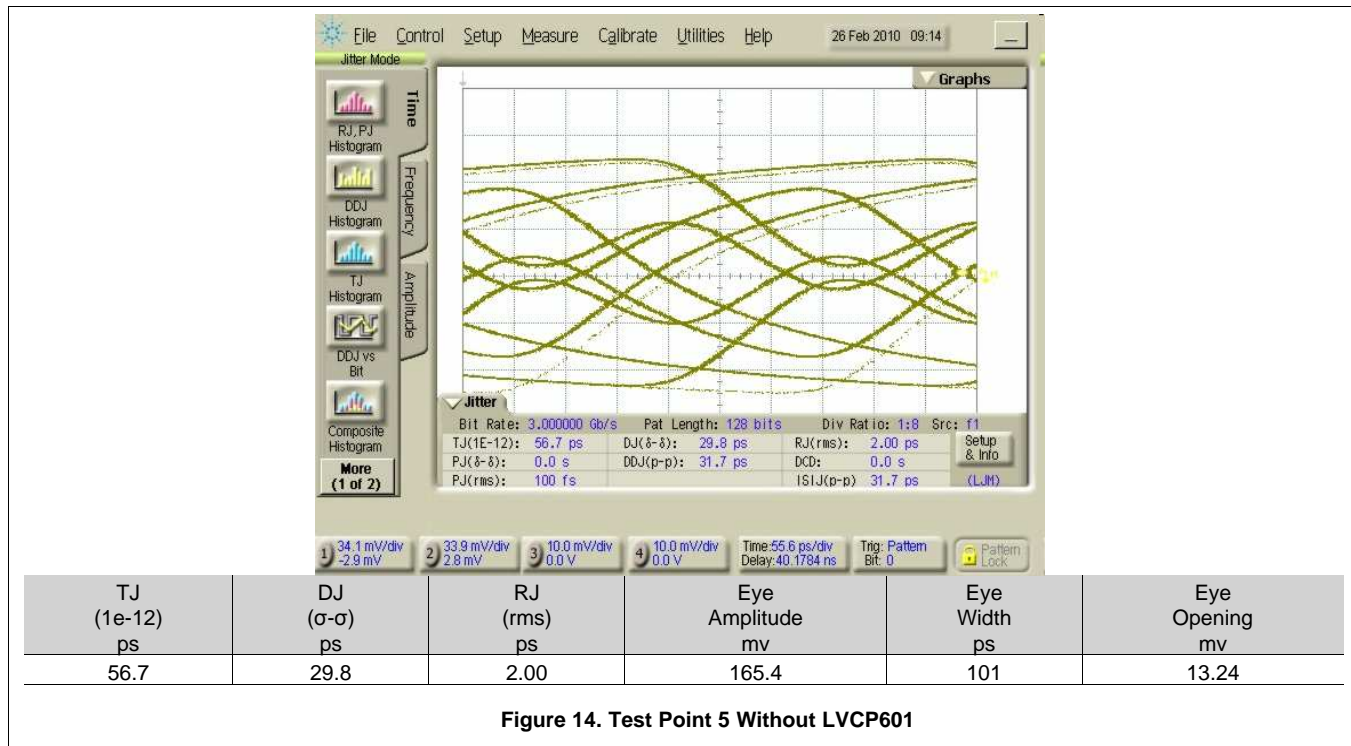 File Control Setup Measure Calibrate Utilities Help 26 Feb 2010 09:14
Jitter Mode
Graphs
Time
Frequency
Amplitude
RJ, PJ
Histogram
DDJ
Histogram
TJ
Histogram
DDJ vs
Bit
Composite
Histogram
More
(1 of 2)
Jitter
Bit Rate: 3.000000 Gb/s Pat Length: 128 bits Div Ratio: 1:8 Src: f1
TJ(1E-12): 56.7 ps DJ(δ-δ): 29.8 ps RJ(rms): 2.00 ps
PJ(δ-δ): 0.0 s DDJ(p-p): 31.7 ps DCD: 0.0 s
PJ(rms): 100 fs ISIJ(p-p) 31.7 ps
Setup
& Info
(LJM)
1) 34.1 mV/div
-2.9 mV
2) 33.9 mV/div
2.8 mV
3) 10.0 mV/div
0.0 V
4) 10.0 mV/div
0.0 V
Time:55.6 ps/div
Delay:40.1784 ns
Trig: Pattern
Bit: 0
Pattern
Lock
TJ (1e-12) ps
DJ (σ-σ) ps
RJ (rms) ps
Eye Amplitude mv
Eye Width ps
Eye Opening mv
56.7 29.8 2.00 165.4 101 13.24
Figure 14. Test Point 5 Without LVCP601